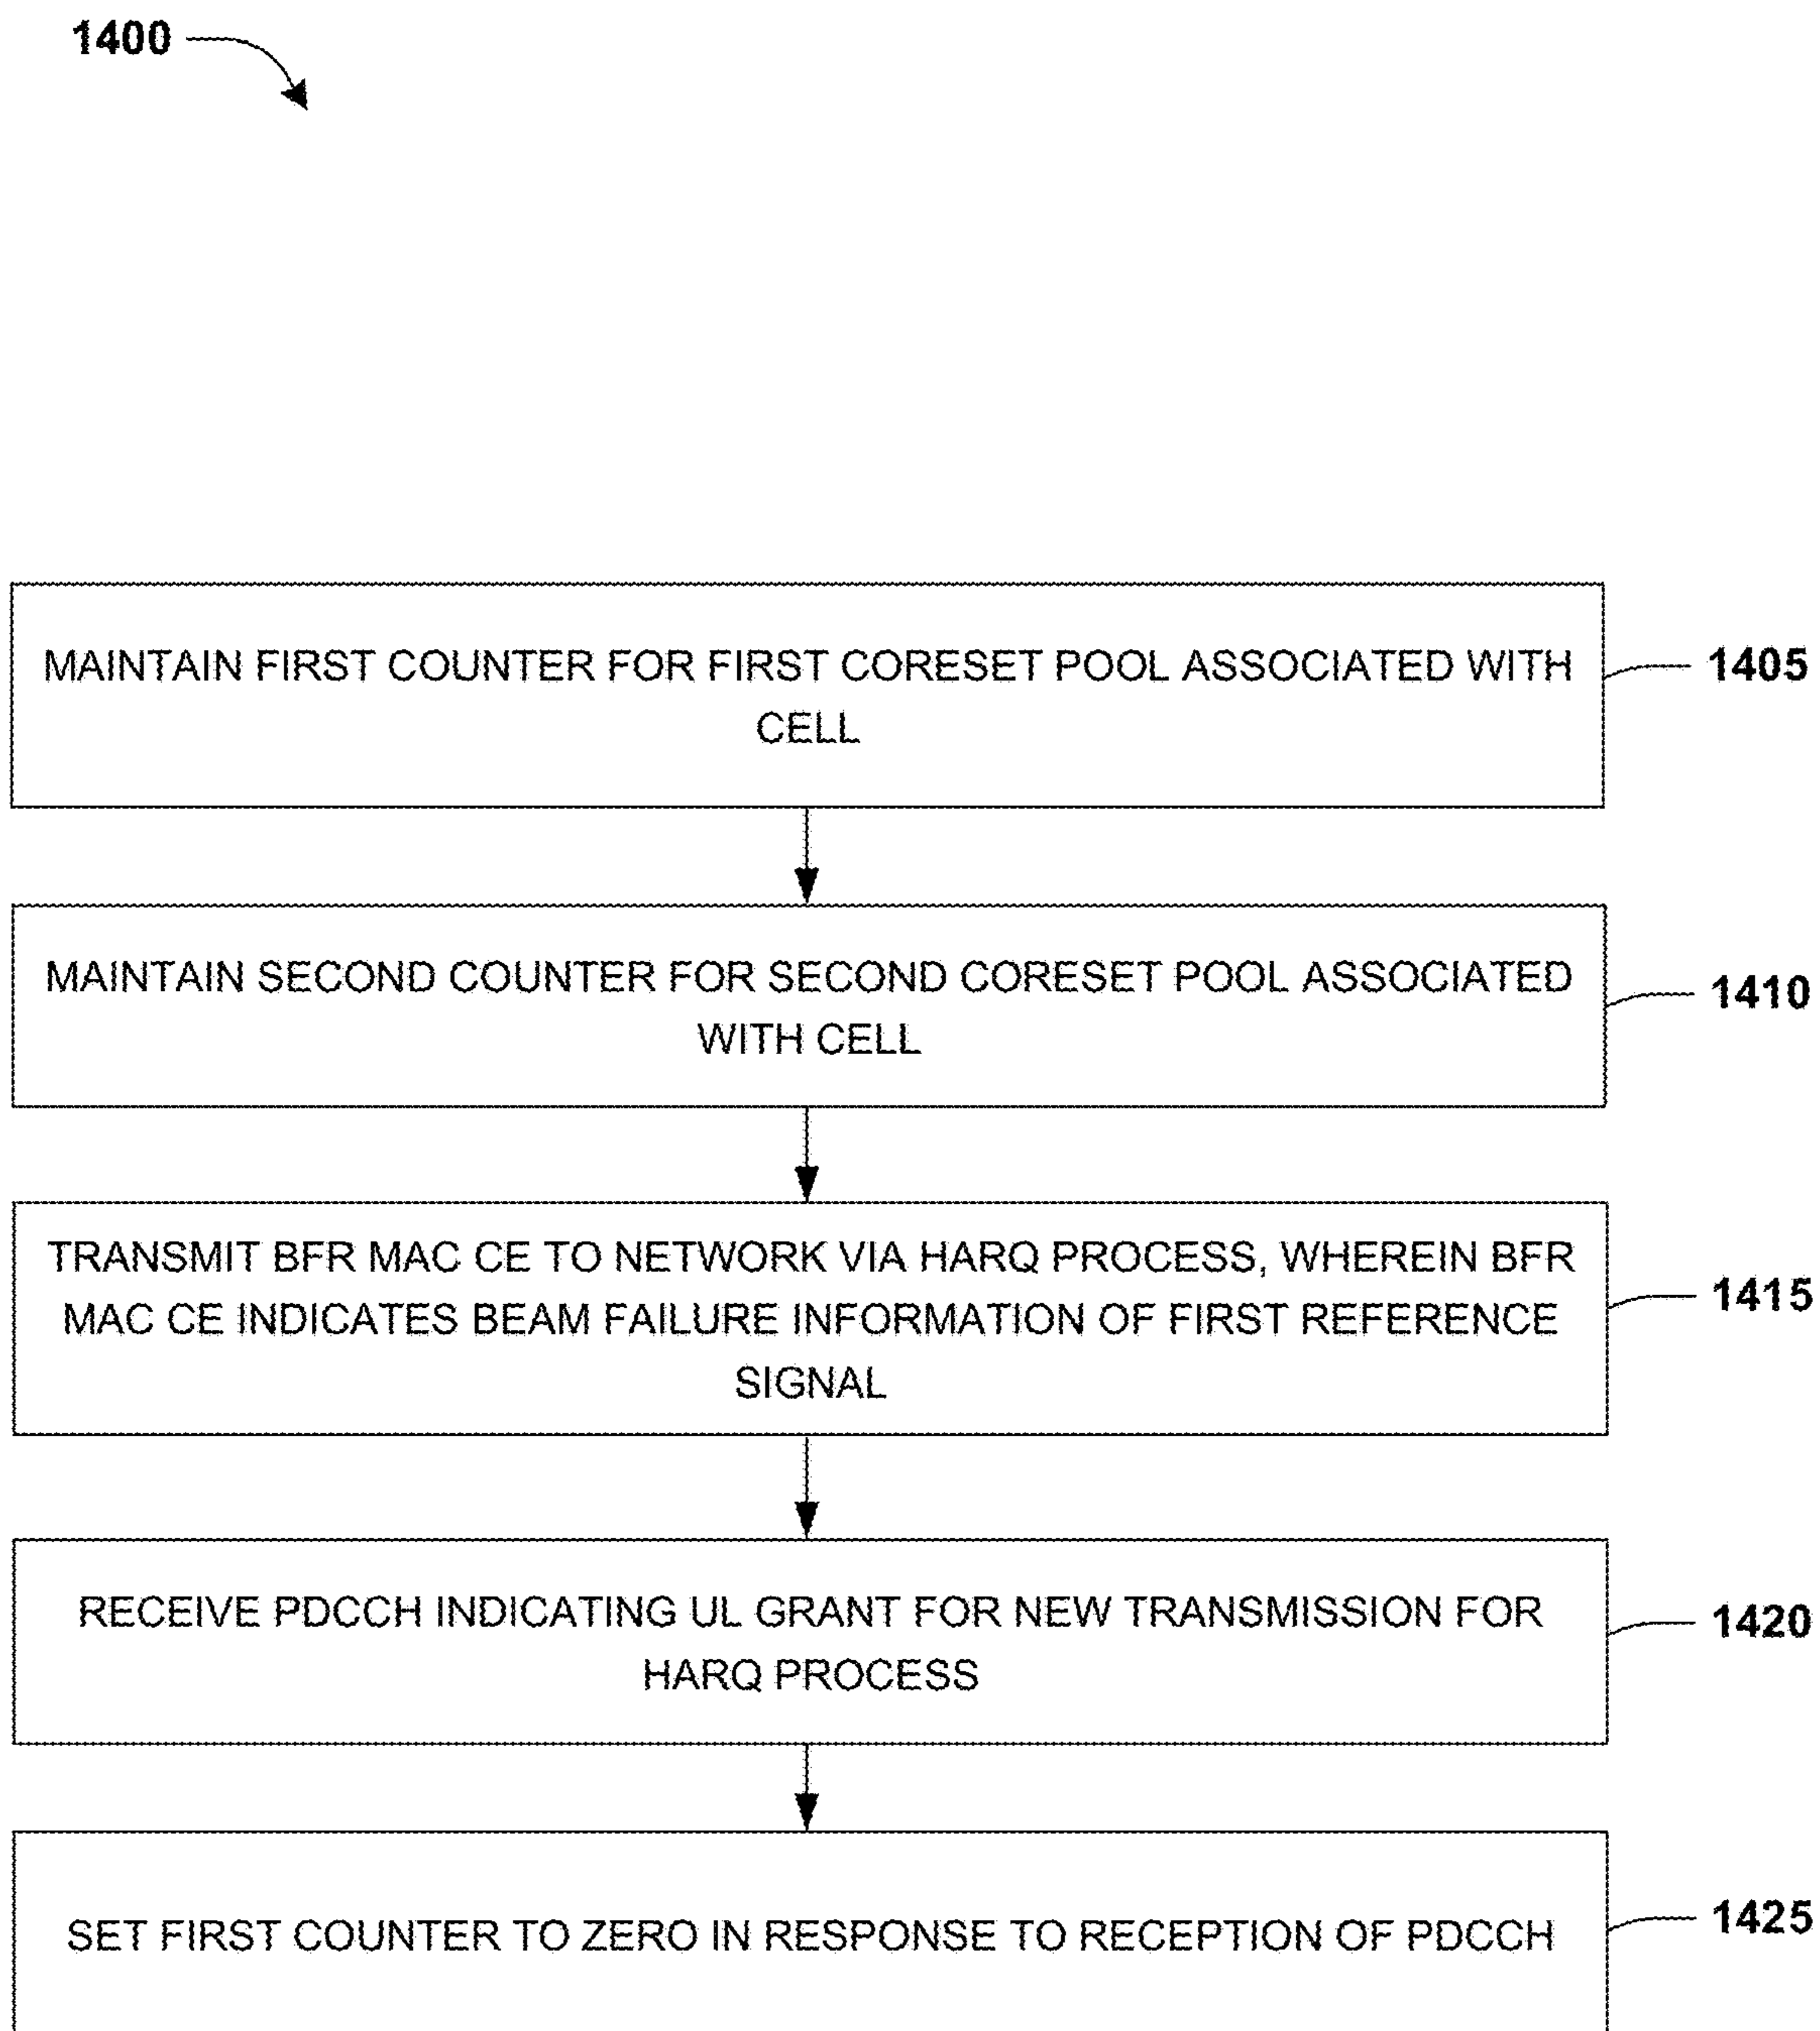 1400
MAINTAIN FIRST COUNTER FOR FIRST CORESET POOL ASSOCIATED WITH
CELL
1405
MAINTAIN SECOND COUNTER FOR SECOND CORESET POOL ASSOCIATED
WITH CELL
1410
TRANSMIT BFR MAC CE TO NETWORK VIA HARQ PROCESS, WHEREIN BFR
MAC CE INDICATES BEAM FAILURE INFORMATION OF FIRST REFERENCE
SIGNAL
1415
RECEIVE PDCCH INDICATING UL GRANT FOR NEW TRANSMISSION FOR
HARQ PROCESS
1420
SET FIRST COUNTER TO ZERO IN RESPONSE TO RECEPTION OF PDCCH
1425